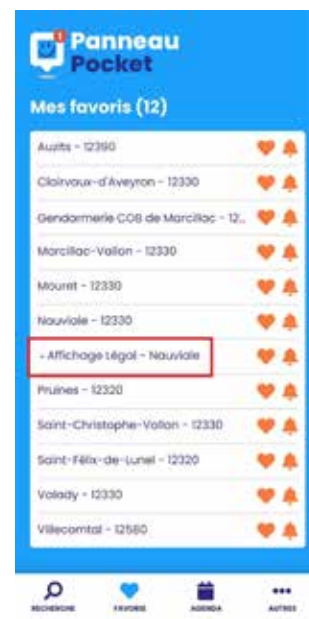 1
Panneau
Pocket
Mes favoris (12)
Auzits - 12390
Clairvaux-d'Aveyron - 12330
Gendarmerie COB de Marcillac - 12...
Marcillac-Vallon - 12330
Mouret - 12330
Nauviale - 12330
- Affichage Légal - Nauviale
Pruines - 12320
Saint-Christophe-Vallon - 12330
Saint-Félix-de-Lunel - 12320
Valady - 12330
Villecomtal - 12580
RECHERCHE
FAVORIS
AGENDA
AUTRES